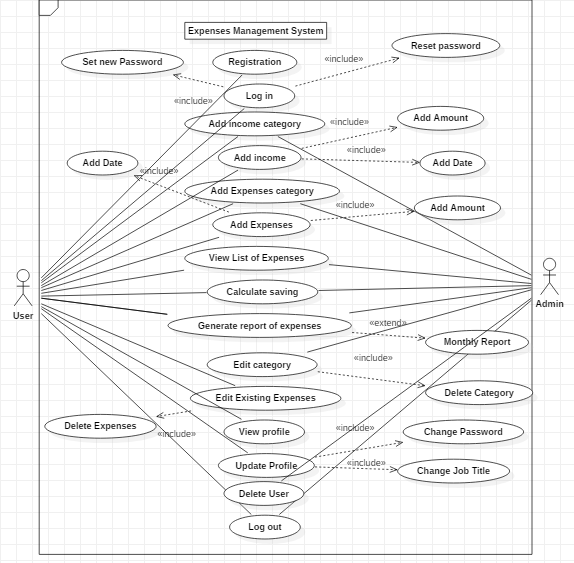 Expenses Management System
Reset password
Set new Password
Registration
«include»
Log in
«include»
Add income category
«include»
Add Amount
Add income
«include»
Add Date
Add Date
«include»
Add Expenses category
«include»
Add Amount
Add Expenses
View List of Expenses
Calculate saving
User
Admin
Generate report of expenses
«extend»
Monthly Report
Edit category
«include»
Edit Existing Expenses
Delete Category
Delete Expenses
«include»
View profile
«include»
Change Password
Update Profile
«include»
Change Job Title
Delete User
Log out